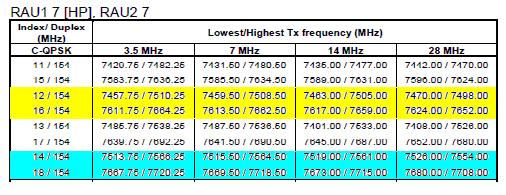 RAU1 7 [HP], RAU2 7
Index/ Duplex (MHz)
Lowest/Highest Tx frequency (MHz)
C-QPSK 3.5 MHz 7 MHz 14 MHz 28 MHz
11 / 154 7429.75 / 7482.25 7431.50 / 7480.50 7435.00 / 7477.00 7442.00 / 7470.00
15 / 154 7583.75 / 7636.25 7585.50 / 7634.50 7589.00 / 7631.00 7596.00 / 7624.00
12 / 154 7457.75 / 7510.25 7459.50 / 7508.50 7463.00 / 7505.00 7470.00 / 7498.00
16 / 154 7611.75 / 7664.25 7613.50 / 7662.50 7617.00 / 7659.00 7624.00 / 7652.00
13 / 154 7485.75 / 7538.25 7487.50 / 7536.50 7491.00 / 7533.00 7498.00 / 7526.00
17 / 154 7639.75 / 7692.25 7641.50 / 7690.50 7645.00 / 7687.00 7652.00 / 7680.00
14 / 154 7513.75 / 7566.25 7515.50 / 7564.50 7519.00 / 7561.00 7526.00 / 7554.00
18 / 154 7667.75 / 7720.25 7669.50 / 7718.50 7673.00 / 7715.00 7680.00 / 7708.00